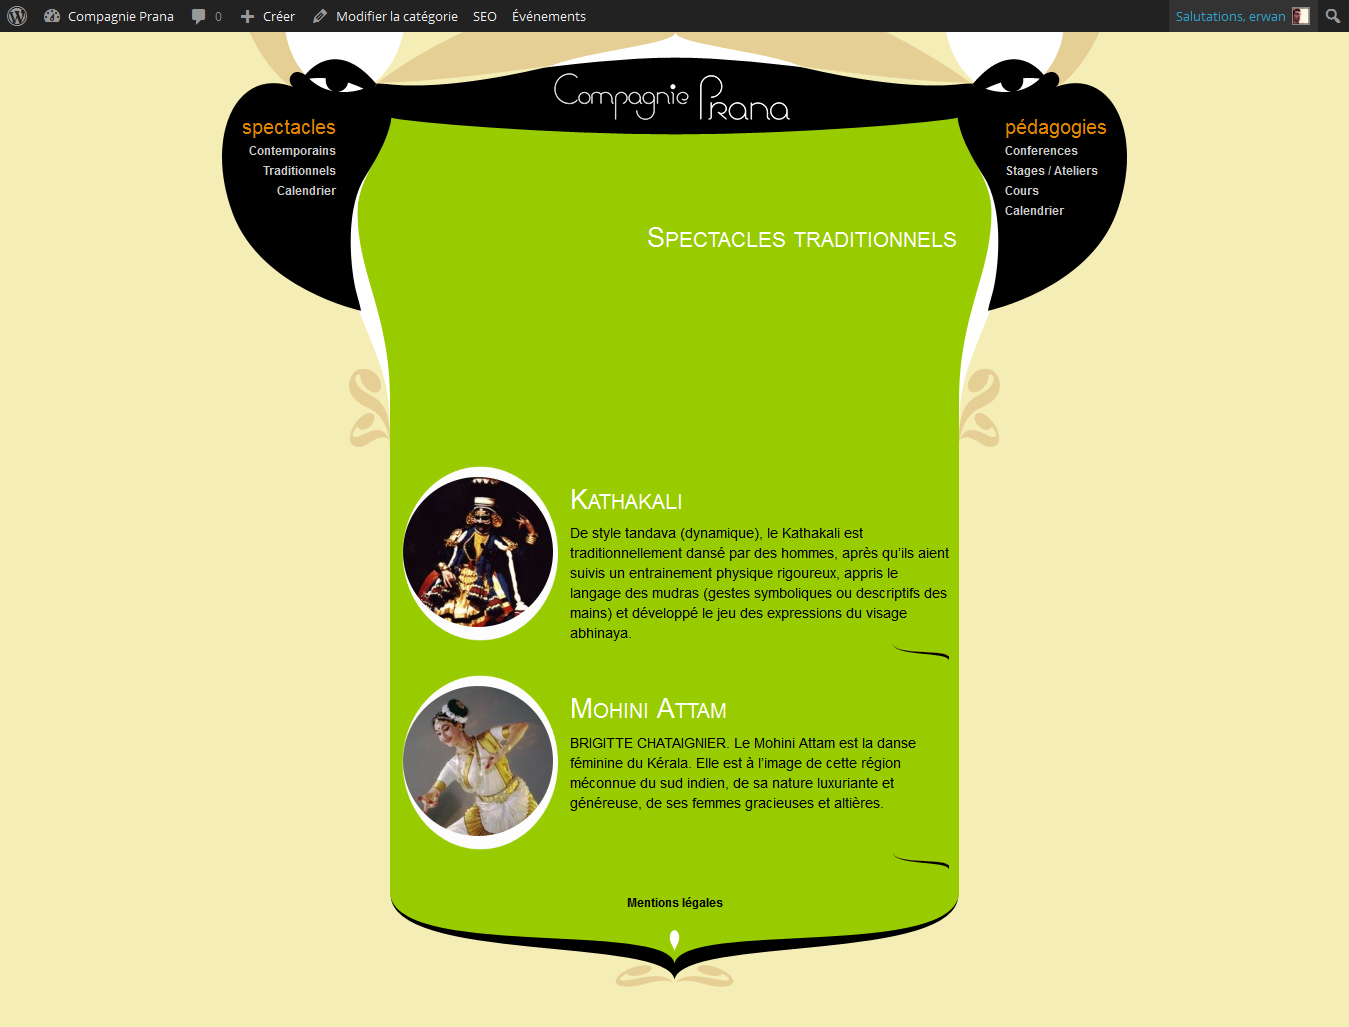 Compagnie Prana 0 Créer Modifier la catégorie SEO Événements Salutations, erwan
Compagnie Prana
spectacles
Contemporains
Traditionnels
Calendrier
pédagogies
Conferences
Stages / Ateliers
Cours
Calendrier
Spectacles traditionnels
Kathakali
De style tandava (dynamique), le Kathakali est
traditionnellement dansé par des hommes, après qu'ils aient
suivis un entrainement physique rigoureux, appris le
langage des mudras (gestes symboliques ou descriptifs des
mains) et développé le jeu des expressions du visage
abhinaya.
Mohini Attam
BRIGITTE CHATAIGNIER. Le Mohini Attam est la danse
féminine du Kérala. Elle est à l'image de cette région
méconnue du sud indien, de sa nature luxuriante et
généreuse, de ses femmes gracieuses et altières.
Mentions légales